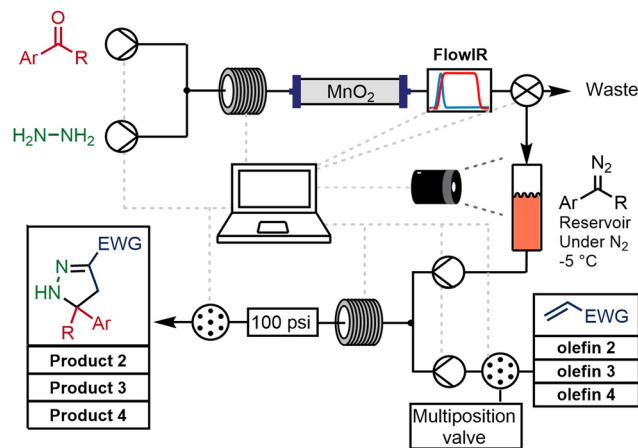 O
Ar R
FlowIR
MnO₂
Waste
H₂N–NH₂
N₂
Ar R
Reservoir
Under N₂
-5 °C
EWG
N
HN
Ar
R
100 psi
EWG
Product 2
Product 3
Product 4
olefin 2
olefin 3
olefin 4
Multiposition
valve